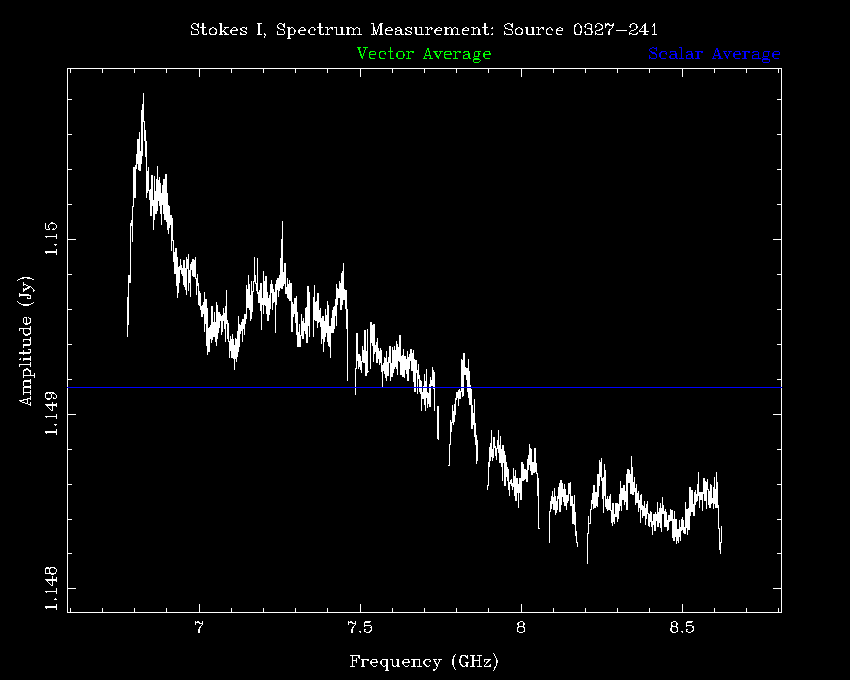 Stokes I, Spectrum Measurement: Source 0327-241
Vector Average
Scalar Average
1.15
1.149
1.148
Amplitude (Jy)
7
7.5
8
8.5
Frequency (GHz)